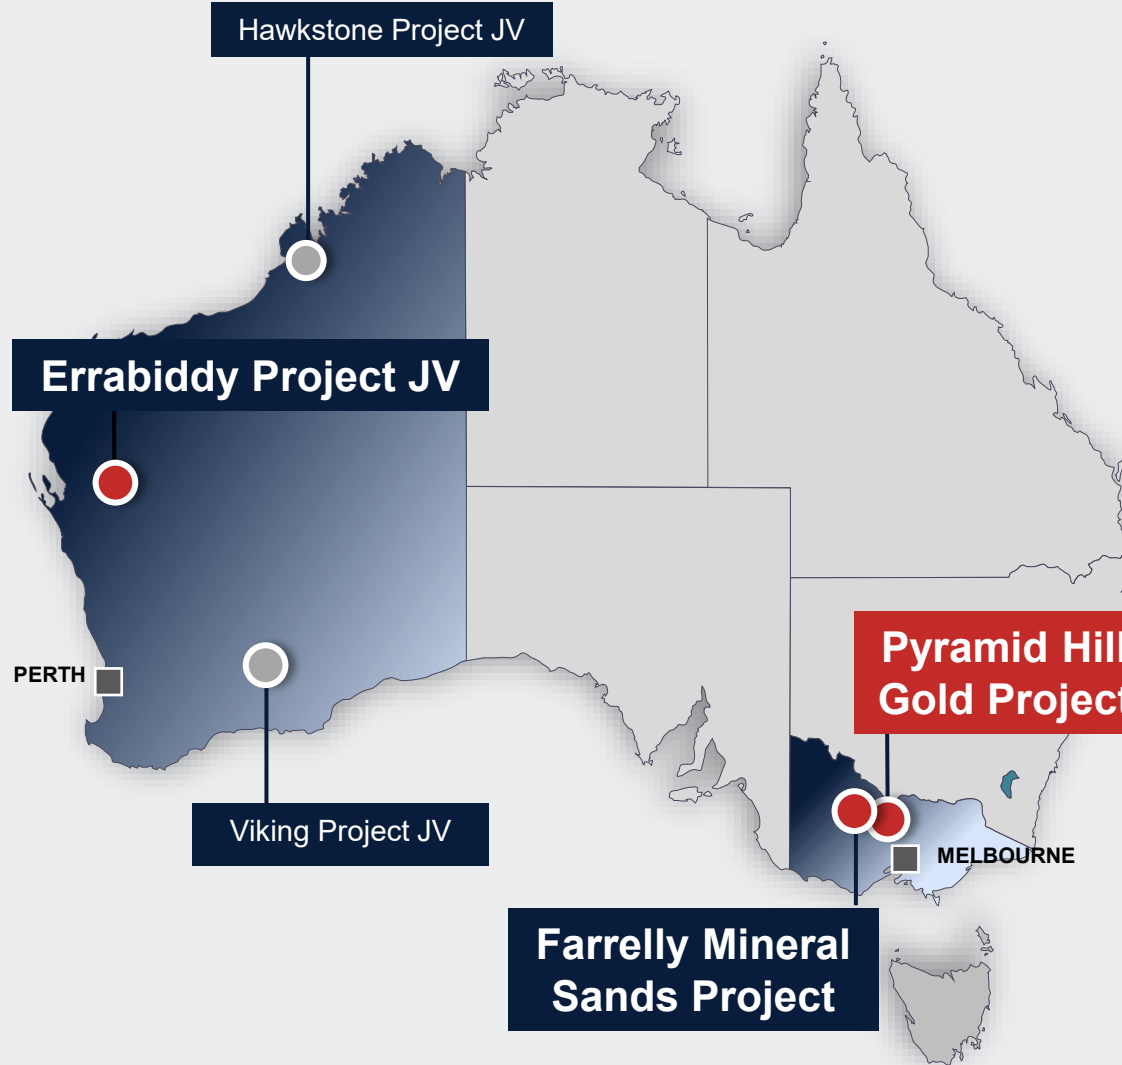 Hawkstone Project JV
Errabiddy Project JV
PERTH
Pyramid Hill
Gold Project
Viking Project JV
MELBOURNE
Farrelly Mineral
Sands Project